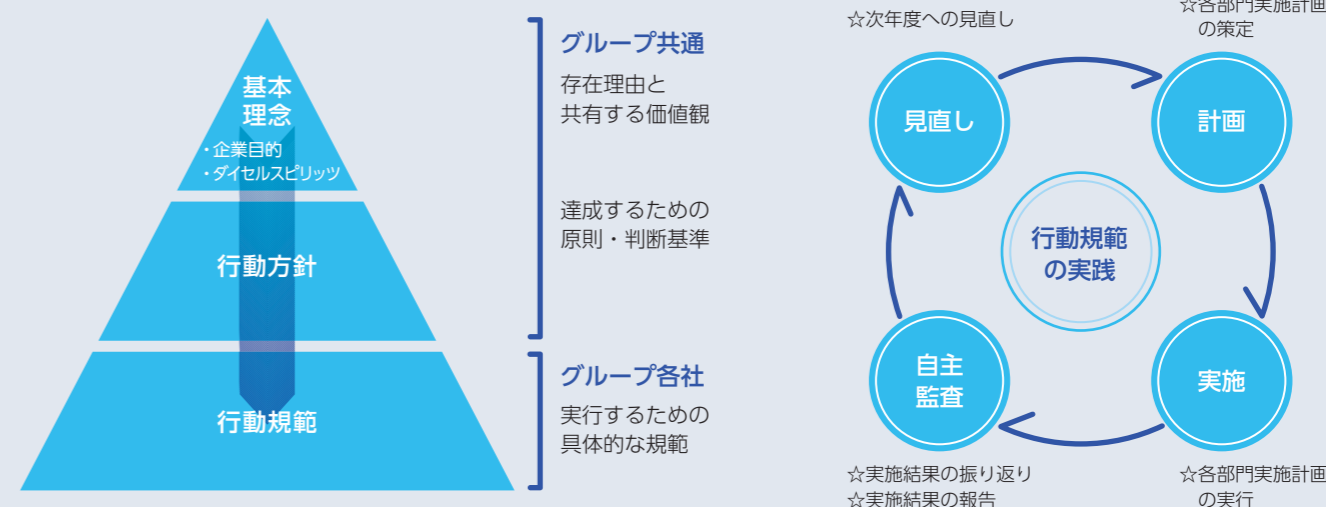 基本
理念
・企業目的
・ダイセルスピリッツ
行動方針
行動規範
グループ共通
存在理由と
共有する価値観
達成するための
原則・判断基準
グループ各社
実行するための
具体的な規範
☆次年度への見直し
☆各部門実施計画
の策定
見直し
計画
行動規範
の実践
自主
監査
実施
☆実施結果の振り返り
☆実施結果の報告
☆各部門実施計画
の実行